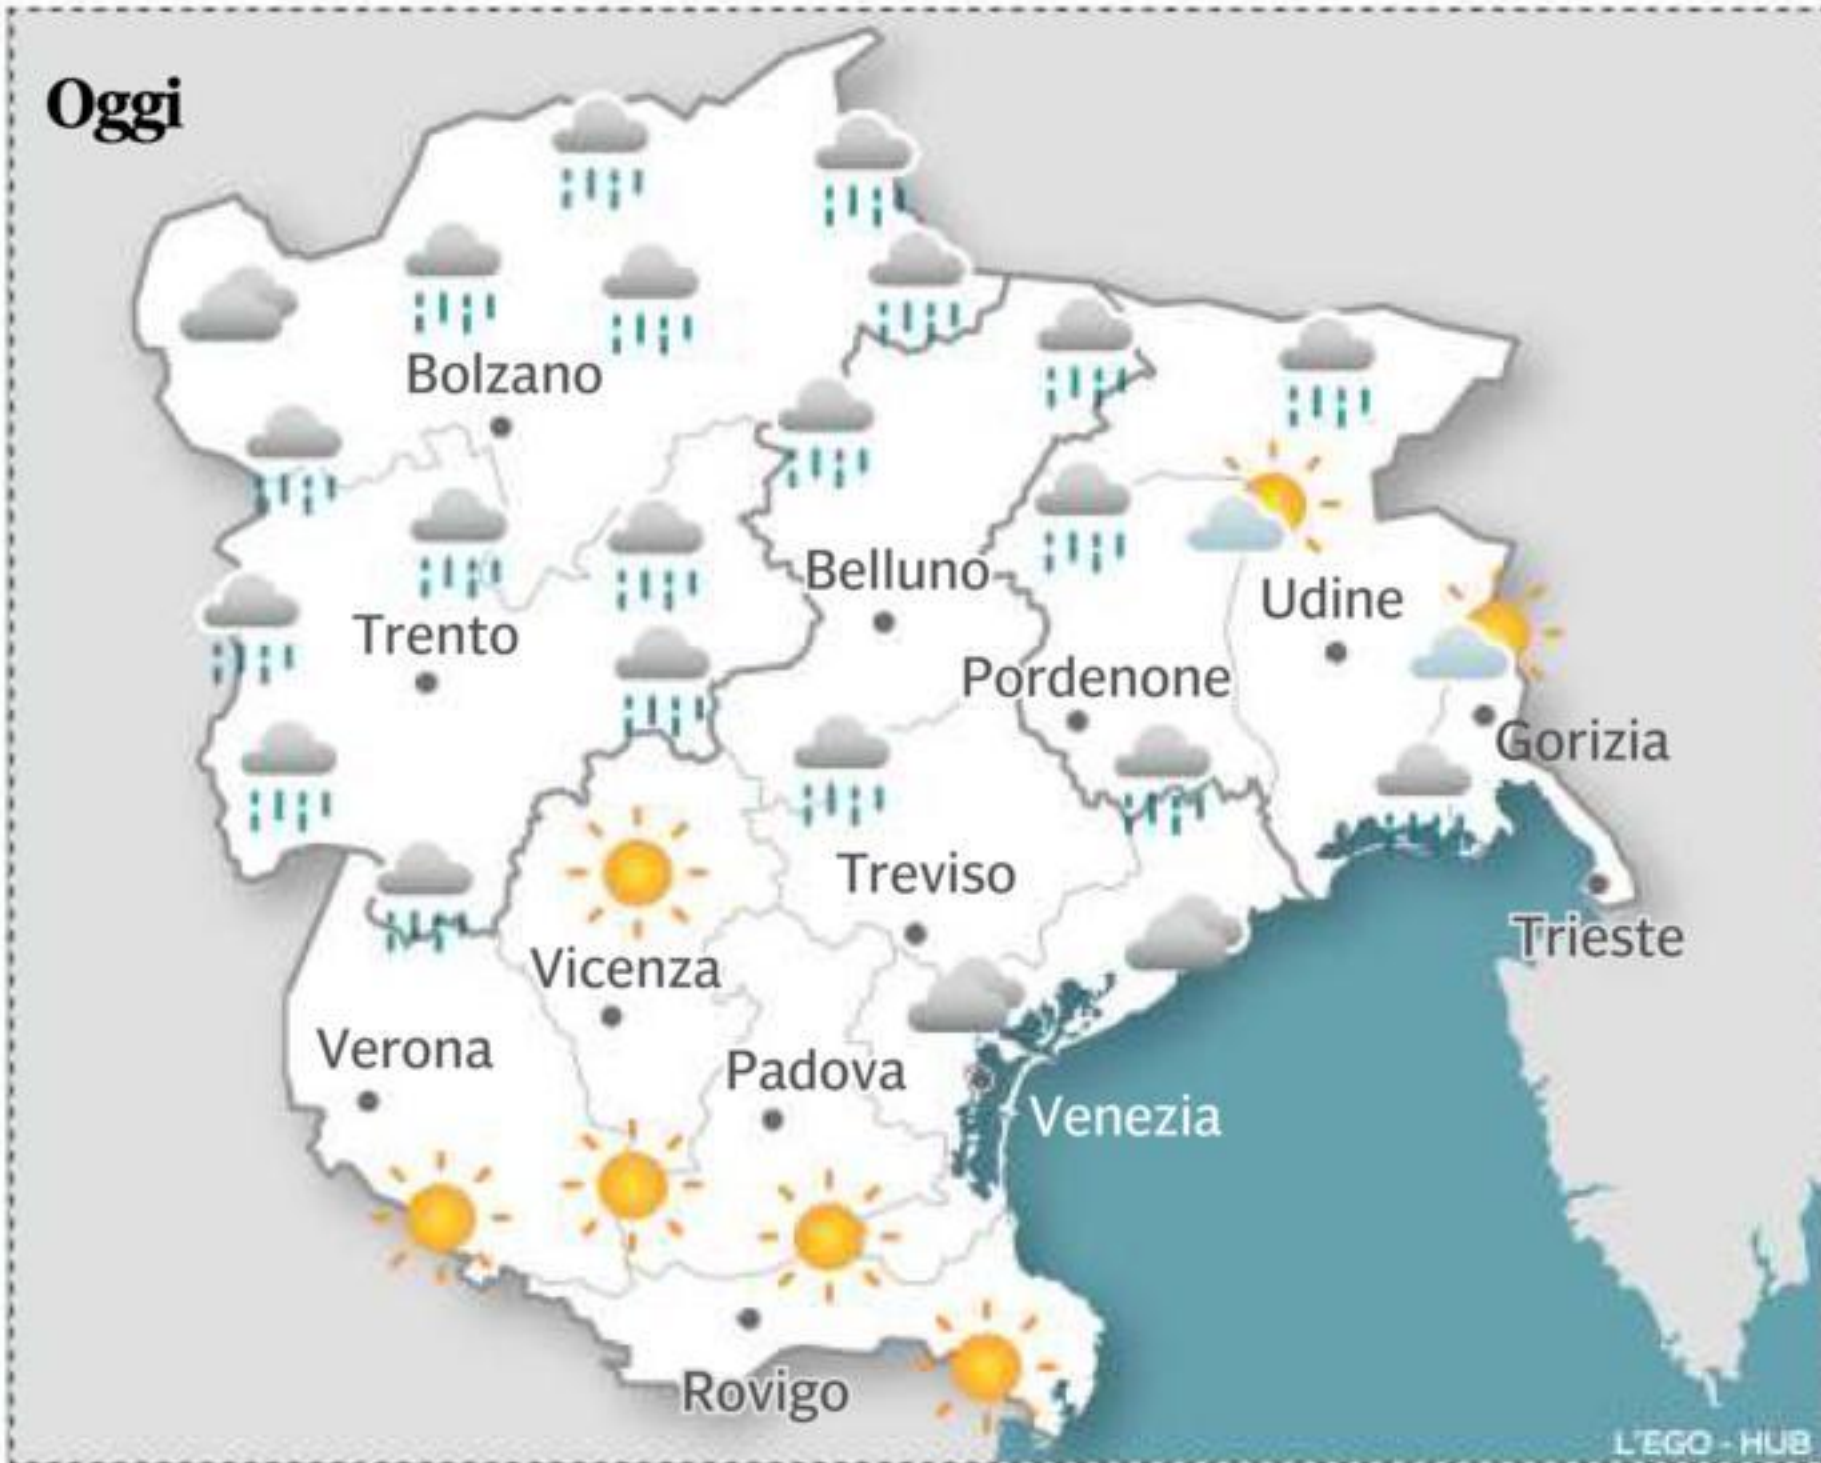 Oggi
Bolzano
Belluno
Udine
Trento
Pordenone
Gorizia
Treviso
Trieste
Vicenza
Verona
Padova
Venezia
Rovigo
L'EGO - HUB